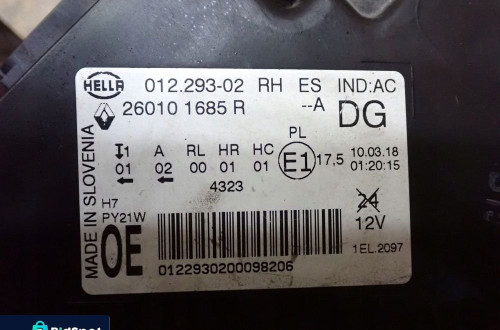 HELLA 012.293-02 RH ES IND:AC
26010 1685 R --A DG
PL
1 A RL HR HC E1 17,5 10.03.18
01 02 00 01 01 01:20:15
4323
H7
PY21W
24
12V
MADE IN SLOVENIA
OE
1EL.2097
0122930200098206
BidSpot